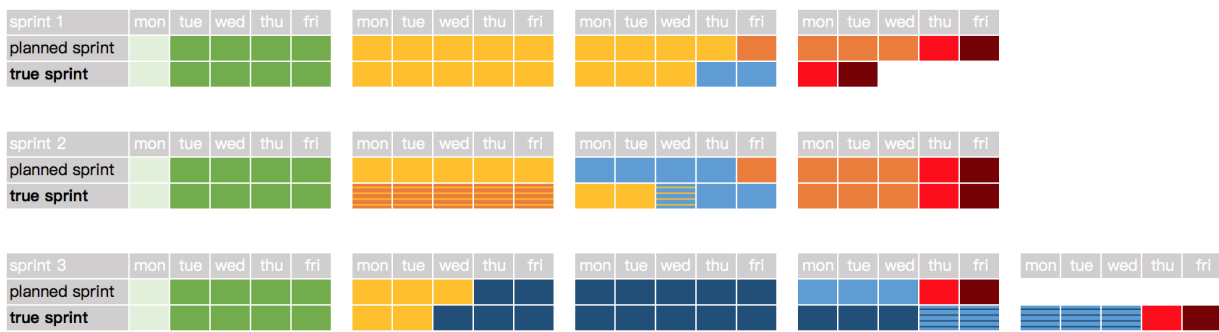 sprint 1 mon tue wed thu fri mon tue wed thu fri mon tue wed thu fri mon tue wed thu fri
planned sprint
true sprint
sprint 2 mon tue wed thu fri mon tue wed thu fri mon tue wed thu fri mon tue wed thu fri
planned sprint
true sprint
sprint 3 mon tue wed thu fri mon tue wed thu fri mon tue wed thu fri mon tue wed thu fri mon tue wed thu fri
planned sprint
true sprint